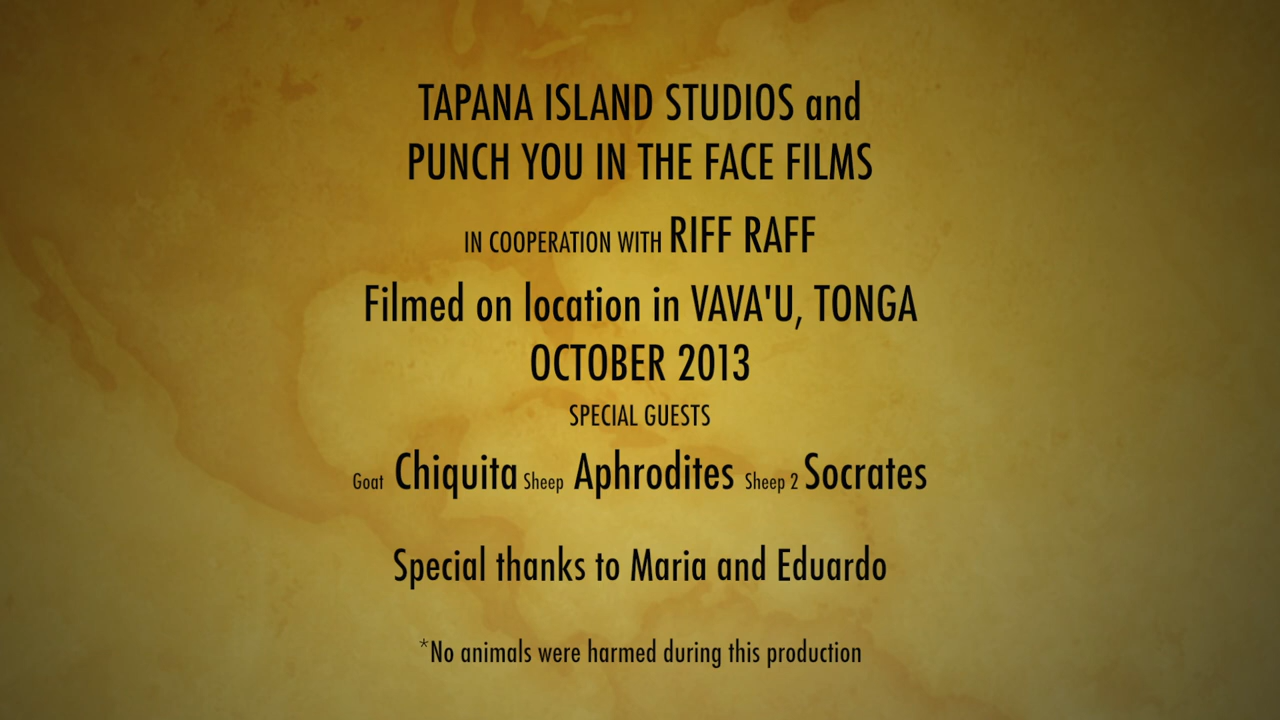 TAPANA ISLAND STUDIOS and
PUNCH YOU IN THE FACE FILMS
IN COOPERATION WITH RIFF RAFF
Filmed on location in VAVA'U, TONGA
OCTOBER 2013
SPECIAL GUESTS
Goat Chiquita Sheep Aphrodites Sheep 2 Socrates
Special thanks to Maria and Eduardo
*No animals were harmed during this production